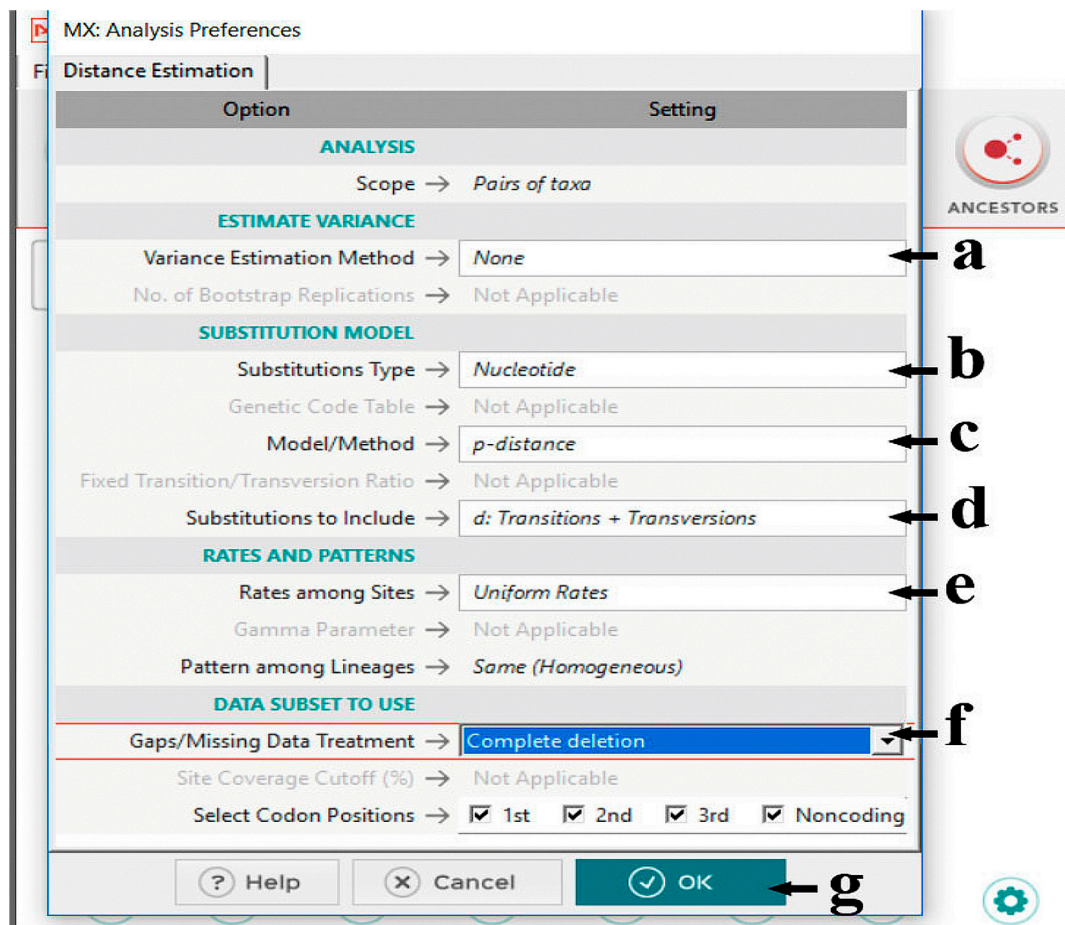 MX: Analysis Preferences
Fi
Distance Estimation
Option Setting
ANALYSIS
Scope → Pairs of taxa
ANCESTORS
ESTIMATE VARIANCE
Variance Estimation Method → None a
No. of Bootstrap Replications → Not Applicable
SUBSTITUTION MODEL
Substitutions Type → Nucleotide b
Genetic Code Table → Not Applicable
Model/Method → p-distance c
Fixed Transition/Transversion Ratio → Not Applicable
Substitutions to Include → d: Transitions + Transversions d
RATES AND PATTERNS
Rates among Sites → Uniform Rates e
Gamma Parameter → Not Applicable
Pattern among Lineages → Same (Homogeneous)
DATA SUBSET TO USE
Gaps/Missing Data Treatment → Complete deletion f
Site Coverage Cutoff (%) → Not Applicable
Select Codon Positions → 1st 2nd 3rd Noncoding
? Help Cancel OK g